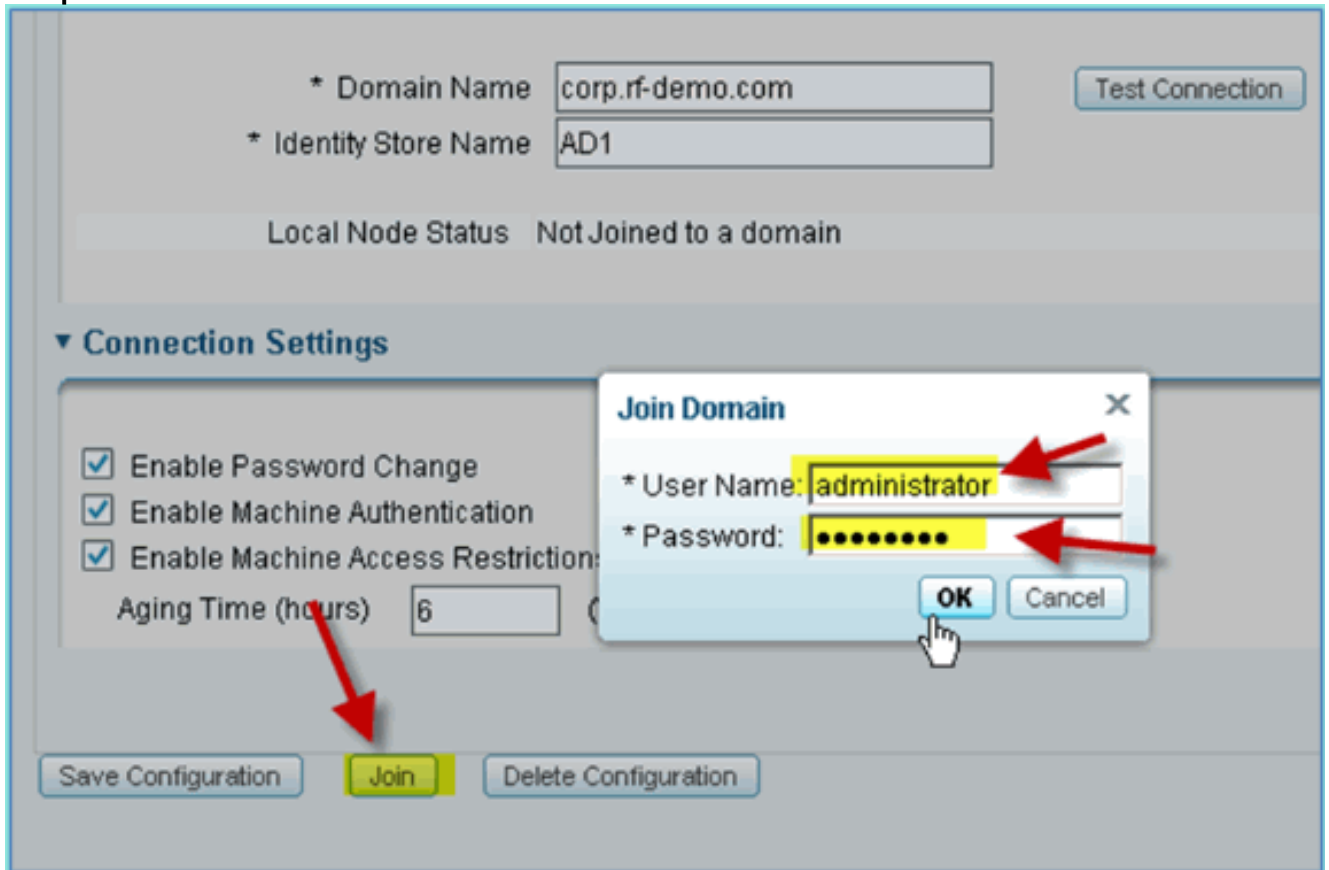 * Domain Name corp.rf-demo.com Test Connection
* Identity Store Name AD1
Local Node Status Not Joined to a domain
Connection Settings
Join Domain
Enable Password Change
* User Name: administrator
Enable Machine Authentication
* Password: ●●●●●●●●
Enable Machine Access Restriction
Aging Time (hours) 6 (
OK Cancel
Save Configuration Join Delete Configuration